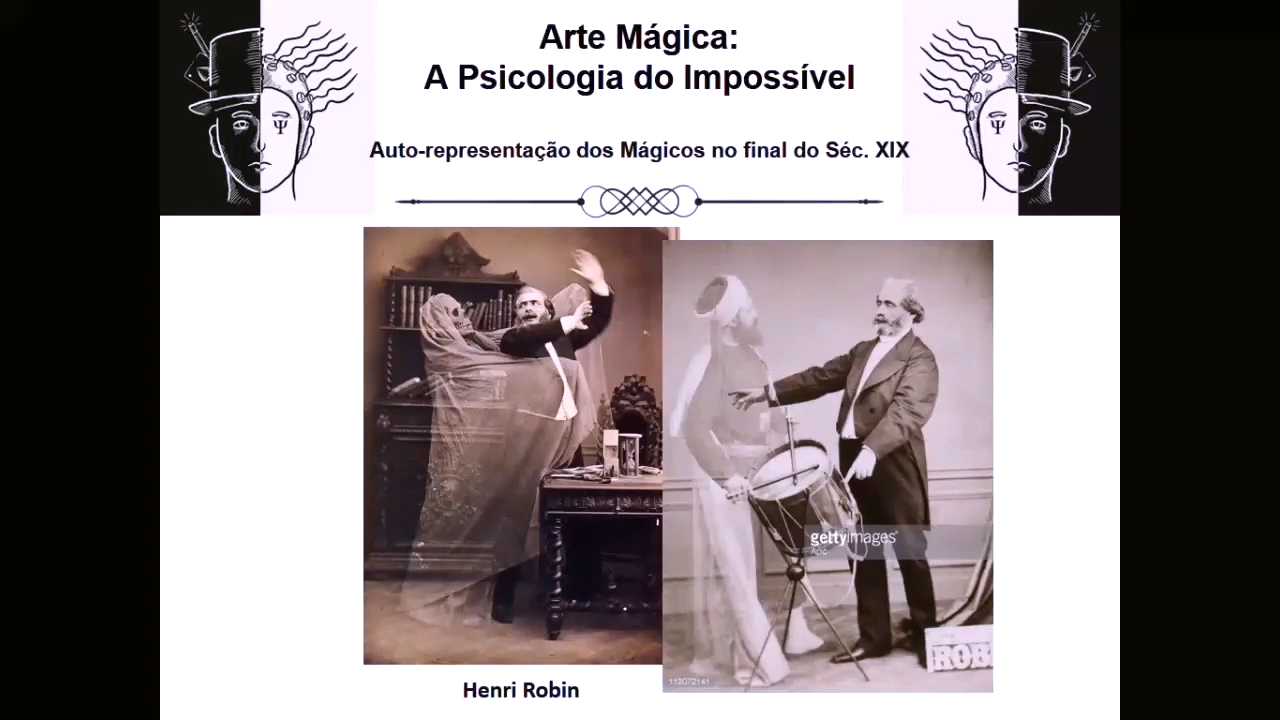 Arte Mágica:
A Psicologia do Impossível
Auto-representação dos Mágicos no final do Séc. XIX
Ψ
Ψ
gettyimages
ROB
Henri Robin